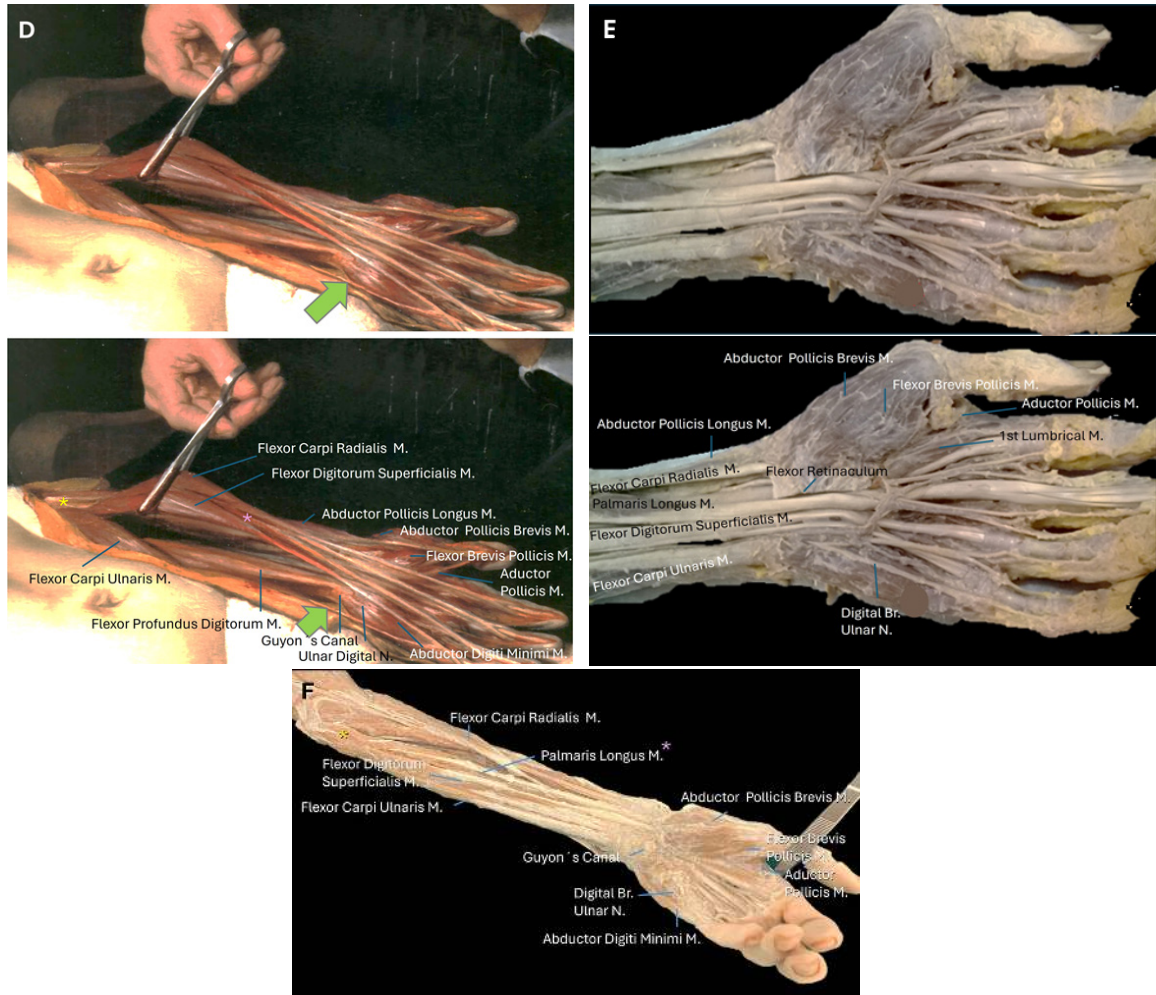 D
E
Flexor Carpi Radialis M.
Flexor Digitorum Superficialis M.
*
*
Abductor Pollicis Longus M.
Abductor Pollicis Brevis M.
Flexor Brevis Pollicis M.
Aductor
Pollicis M.
Flexor Carpi Ulnaris M.
Flexor Profundus Digitorum M.
Guyon´s Canal
Ulnar Digital N.
Abductor Digiti Minimi M.
Abductor Pollicis Brevis M.
Flexor Brevis Pollicis M.
Aductor Pollicis M.
Abductor Pollicis Longus M.
1st Lumbrical M.
Flexor Carpi Radialis M.
Flexor Retinaculum
Palmaris Longus M.
Flexor Digitorum Superficialis M.
Flexor Carpi Ulnaris M.
Digital Br.
Ulnar N.
F
Flexor Carpi Radialis M.
*
Palmaris Longus M.*
Flexor Digitorum
Superficialis M.
Flexor Carpi Ulnaris M.
Abductor Pollicis Brevis M.
Flexor Brevis
Pollicis M.
Guyon´s Canal
Aductor
Pollicis M.
Digital Br.
Ulnar N.
Abductor Digiti Minimi M.